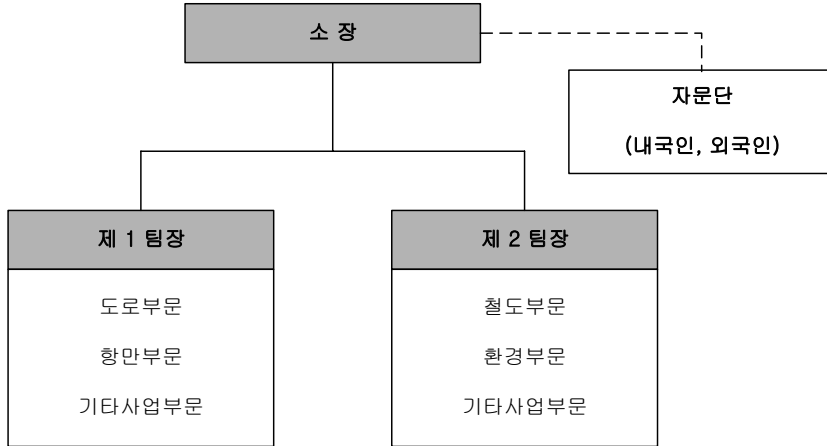 소 장
자문단
(내국인, 외국인)
제 1 팀장
도로부문
항만부문
기타사업부문
제 2 팀장
철도부문
환경부문
기타사업부문